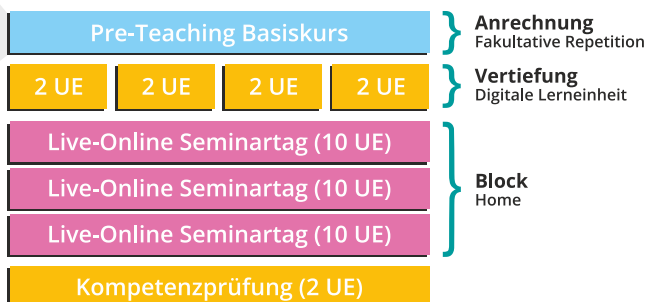 Pre-Teaching Basiskurs
Anrechnung
Fakultative Repetition
2 UE 2 UE 2 UE 2 UE
Vertiefung
Digitale Lerneinheit
Live-Online Seminartag (10 UE)
Live-Online Seminartag (10 UE)
Live-Online Seminartag (10 UE)
Block
Home
Kompetenzprüfung (2 UE)